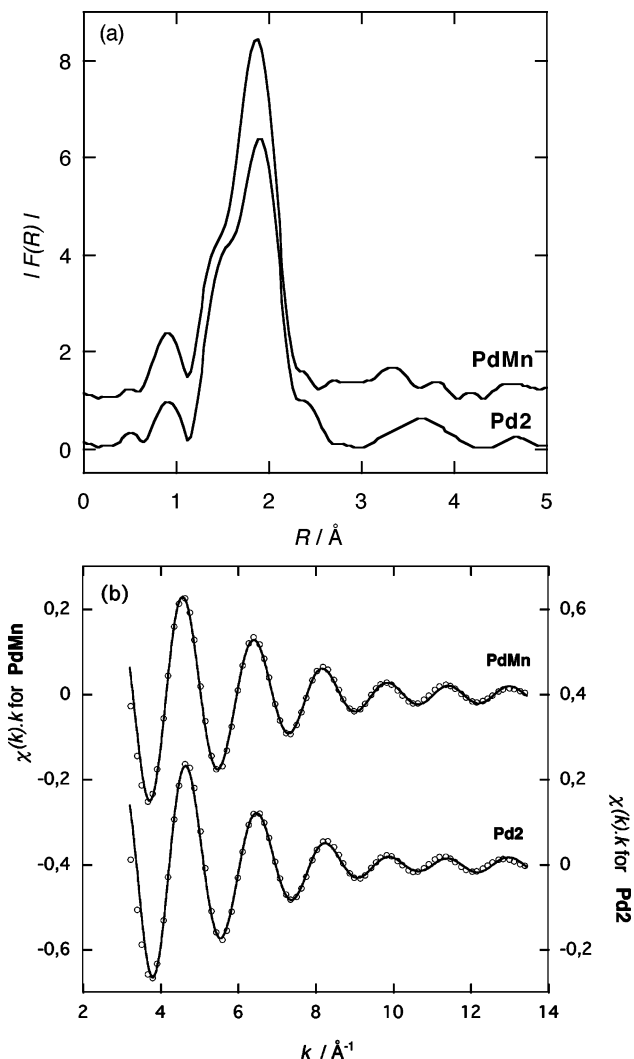 (a)
8
6
4
2
0
| F(R) |
PdMn
Pd2
0 1 2 3 4 5
R / Å
(b)
0,2
0
-0,2
-0,4
-0,6
χ(k).k for PdMn
PdMn
Pd2
0,6
0,4
0,2
0
-0,2
χ(k).k for Pd2
2 4 6 8 10 12 14
k / Å-1